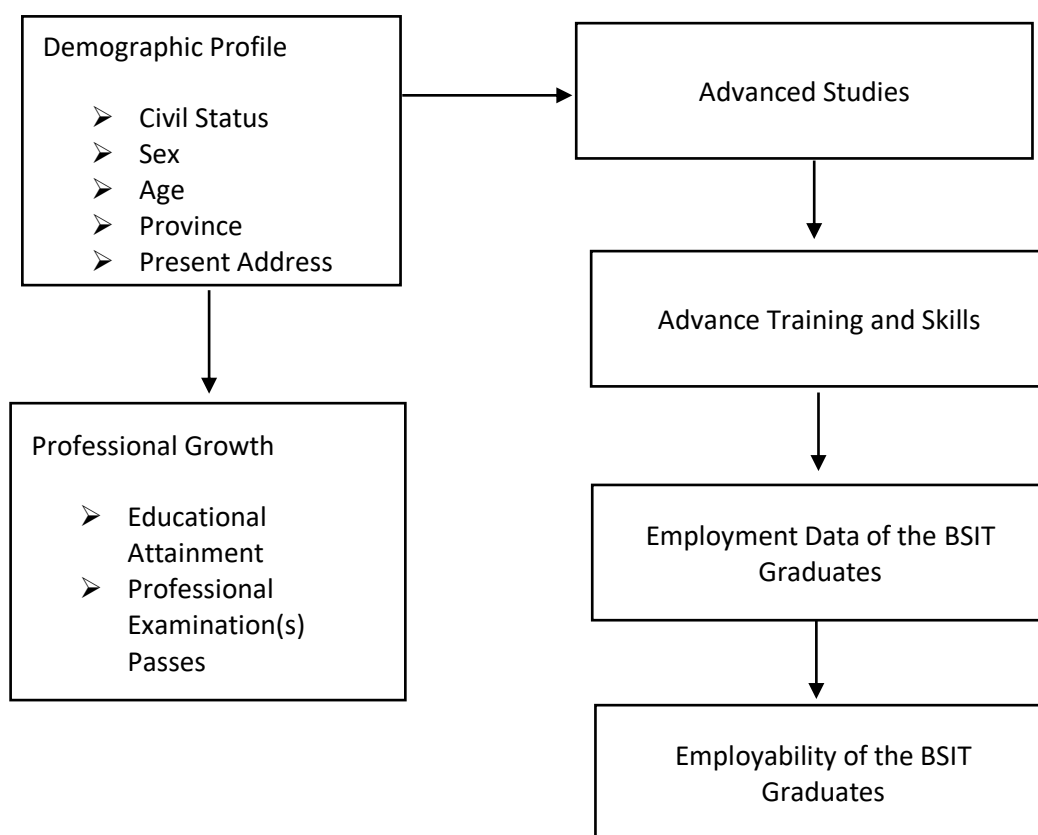 Demographic Profile
➢ Civil Status
➢ Sex
➢ Age
➢ Province
➢ Present Address
Professional Growth
➢ Educational
Attainment
➢ Professional
Examination(s)
Passes
Advanced Studies
Advance Training and Skills
Employment Data of the BSIT
Graduates
Employability of the BSIT
Graduates